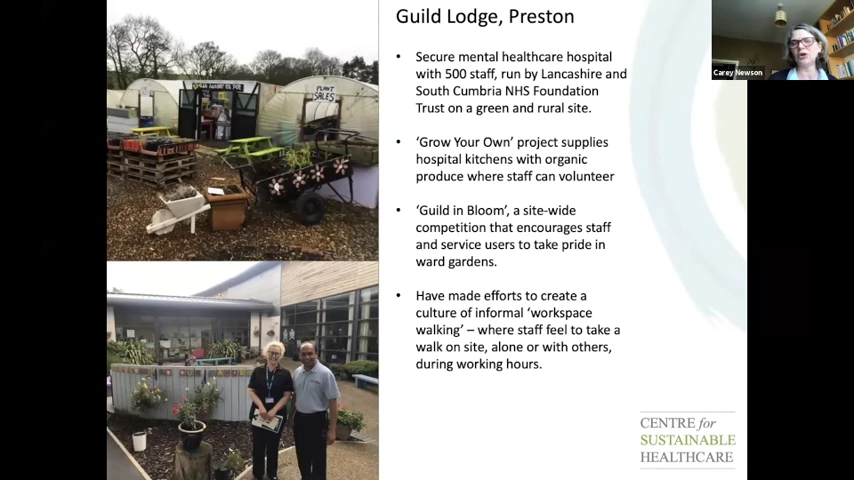 Guild Lodge, Preston
• Secure mental healthcare hospital
with 500 staff, run by Lancashire and
South Cumbria NHS Foundation
Trust on a green and rural site.
• 'Grow Your Own' project supplies
hospital kitchens with organic
produce where staff can volunteer
• 'Guild in Bloom', a site-wide
competition that encourages staff
and service users to take pride in
ward gardens.
• Have made efforts to create a
culture of informal 'workspace
walking' – where staff feel to take a
walk on site, alone or with others,
during working hours.
PLANT
SALES
Carey Newson
CENTRE for
SUSTAINABLE
HEALTHCARE